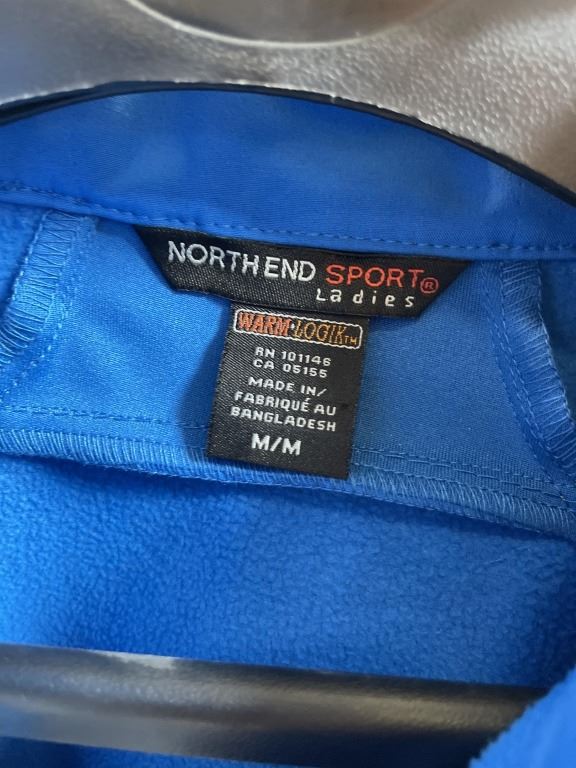 NORTH END SPORT®
Ladies
WARM·LOGIK™
RN 101146
CA 05155
MADE IN/
FABRIQUÉ AU
BANGLADESH
M/M